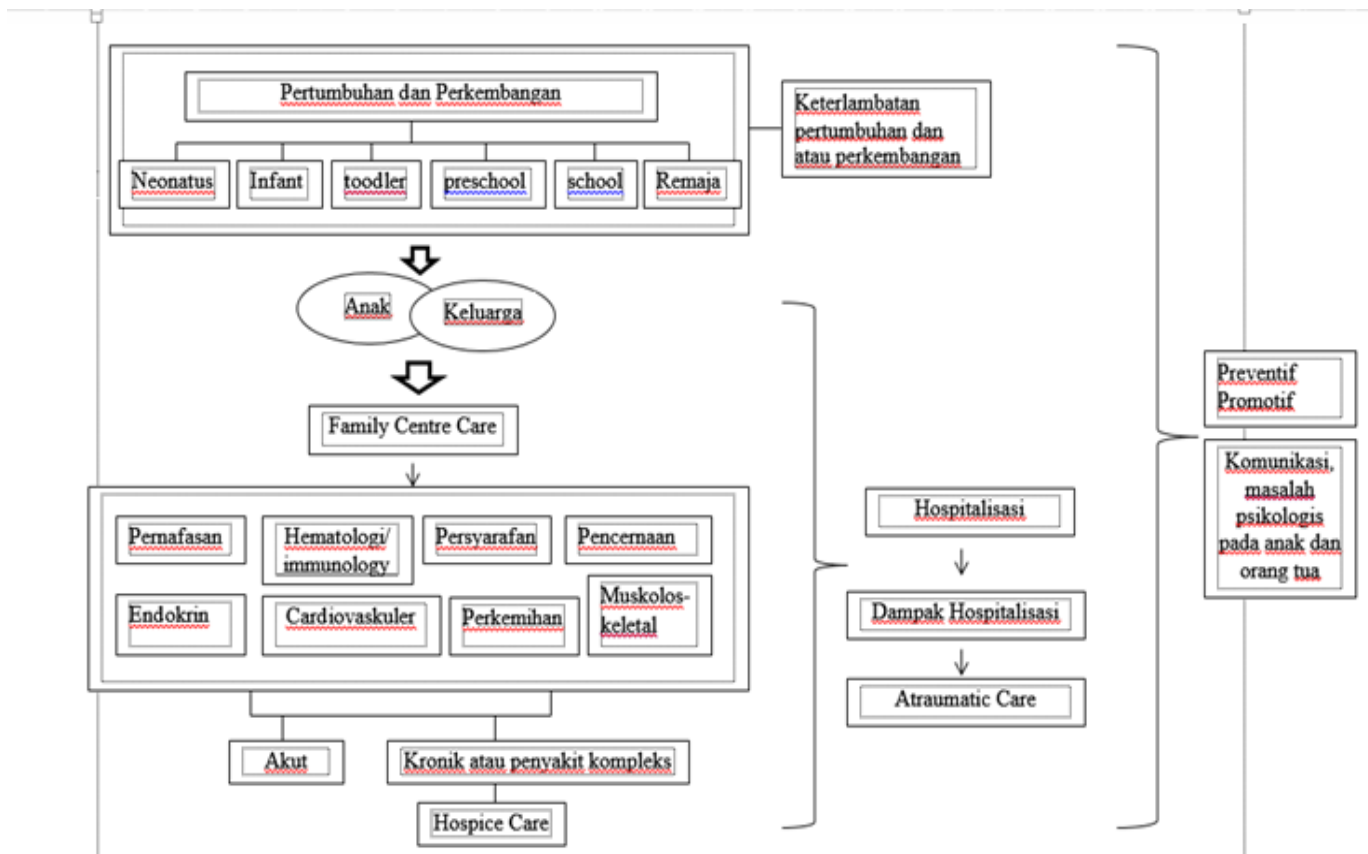 Pertumbuhan dan Perkembangan
Keterlambatan
pertumbuhan dan
atau perkembangan
Neonatus
Infant
toodler
preschool
school
Remaja
Anak
Keluarga
Family Centre Care
Pernafasan
Hematologi/
immunology
Persyarafan
Pencernaan
Endokrin
Cardiovaskuler
Perkemihan
Muskolos-
keletal
Akut
Kronik atau penyakit kompleks
Hospice Care
Hospitalisasi
Dampak Hospitalisasi
Atraumatic Care
Preventif
Promotif
Komunikasi,
masalah
psikologis
pada anak dan
orang tua